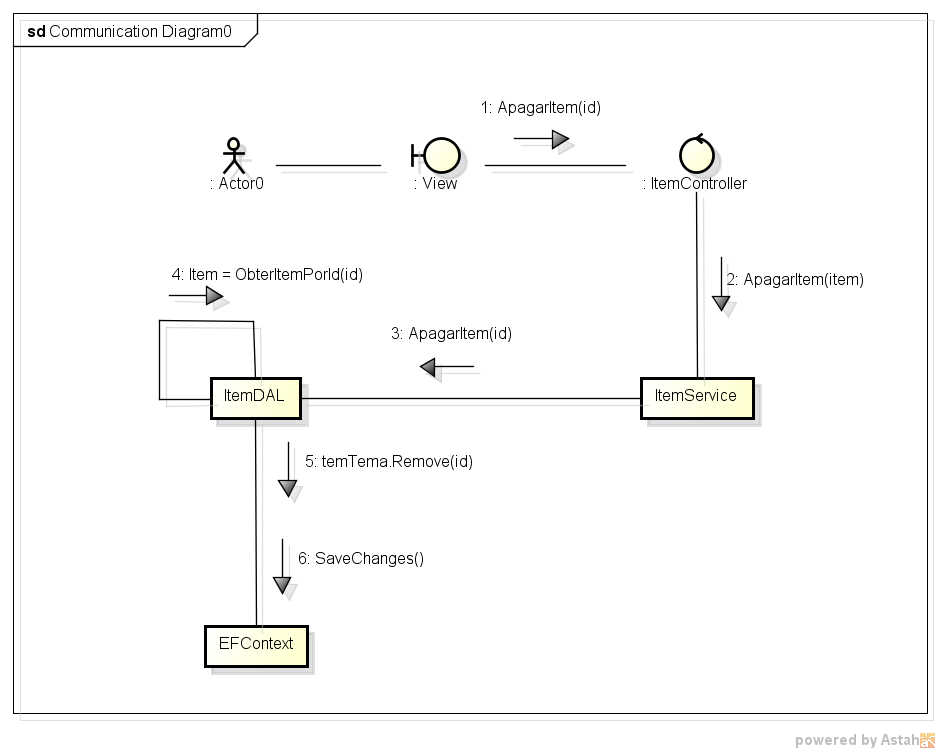 sd Communication Diagram0
1: ApagarItem(id)
: Actor0
: View
: ItemController
4: Item = ObterItemPorId(id)
2: ApagarItem(item)
3: ApagarItem(id)
ItemDAL
ItemService
5: temTema.Remove(id)
6: SaveChanges()
EFContext
powered by Astah